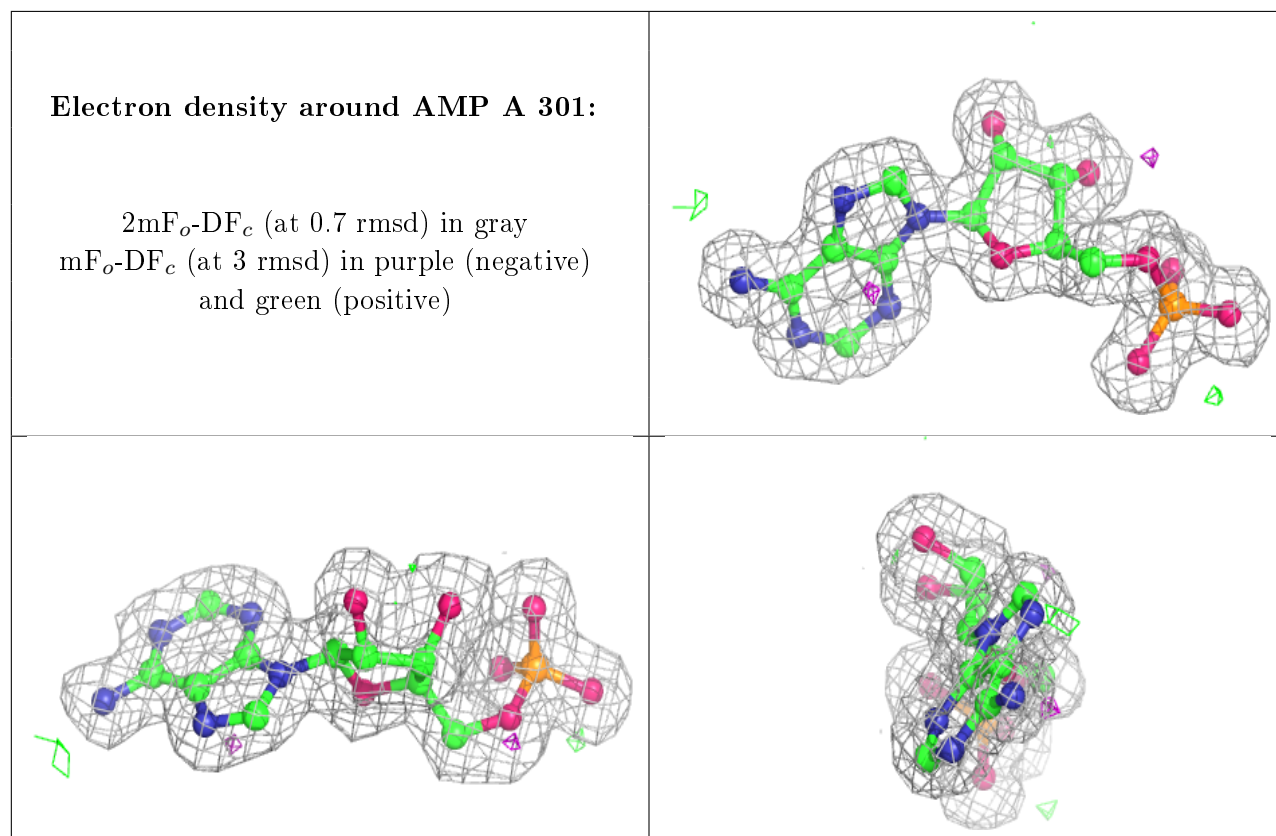 Electron density around AMP A 301:
2mFₒ-DF𝒸 (at 0.7 rmsd) in gray
mFₒ-DF𝒸 (at 3 rmsd) in purple (negative)
and green (positive)